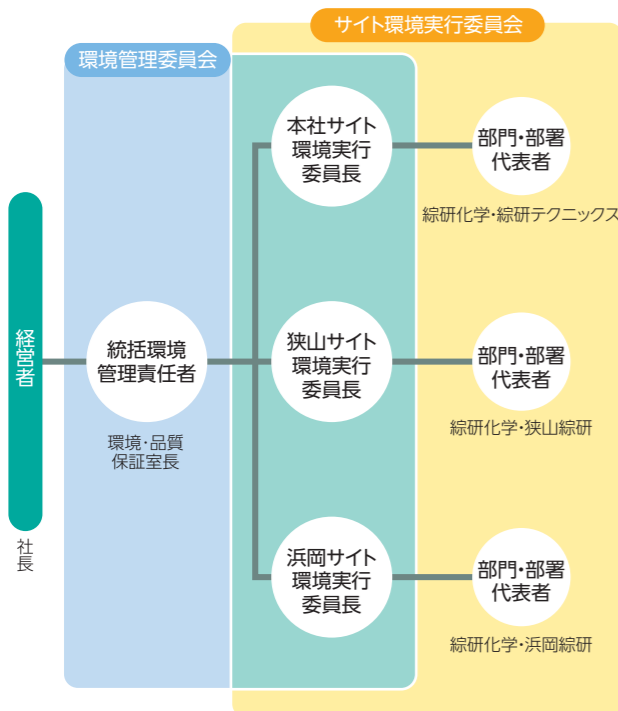 サイト環境実行委員会
環境管理委員会
経営者
社長
統括環境
管理責任者
環境・品質
保証室長
本社サイト
環境実行
委員長
部門・部署
代表者
綜研化学・綜研テクニックス
狭山サイト
環境実行
委員長
部門・部署
代表者
綜研化学・狭山綜研
浜岡サイト
環境実行
委員長
部門・部署
代表者
綜研化学・浜岡綜研